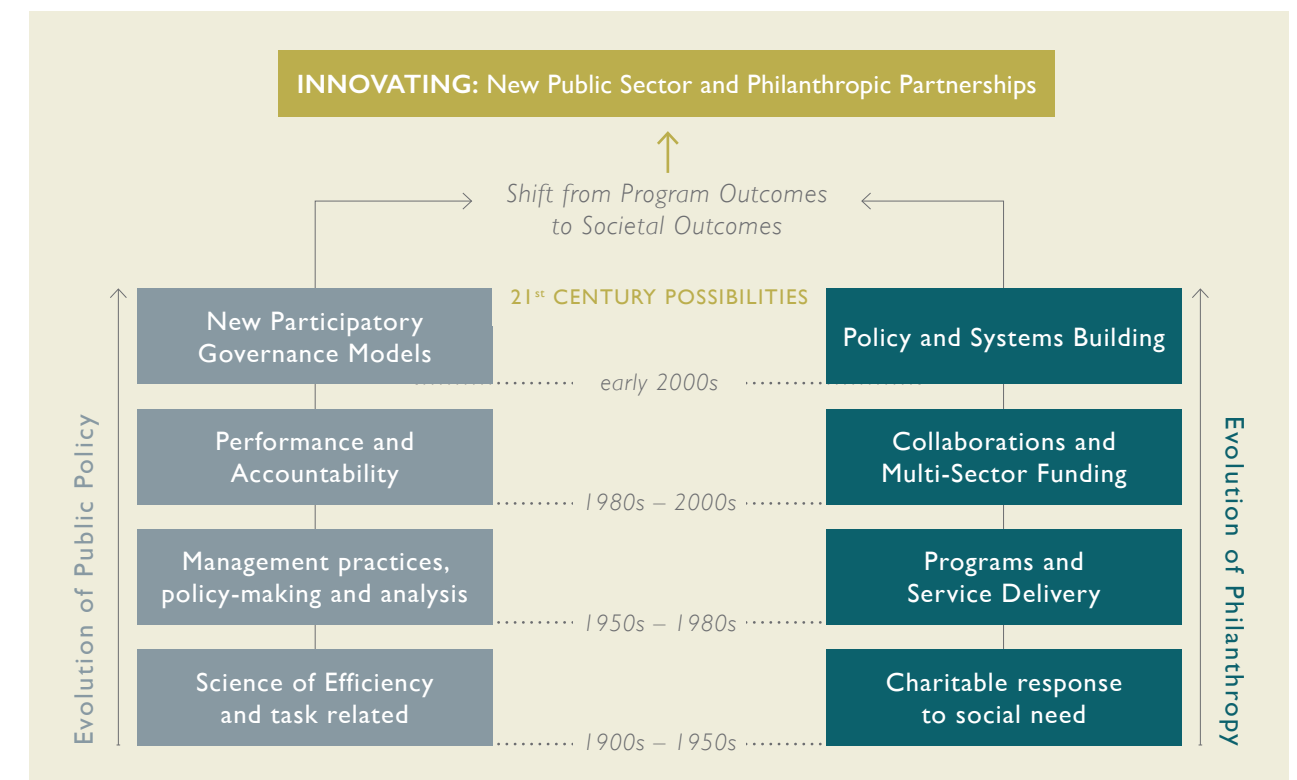 INNOVATING: New Public Sector and Philanthropic Partnerships
Shift from Program Outcomes
to Societal Outcomes
21st CENTURY POSSIBILITIES
New Participatory
Governance Models
Policy and Systems Building
early 2000s
Performance and
Accountability
Collaborations and
Multi-Sector Funding
1980s – 2000s
Management practices,
policy-making and analysis
Programs and
Service Delivery
1950s – 1980s
Science of Efficiency
and task related
Charitable response
to social need
1900s – 1950s
Evolution of Public Policy
Evolution of Philanthropy